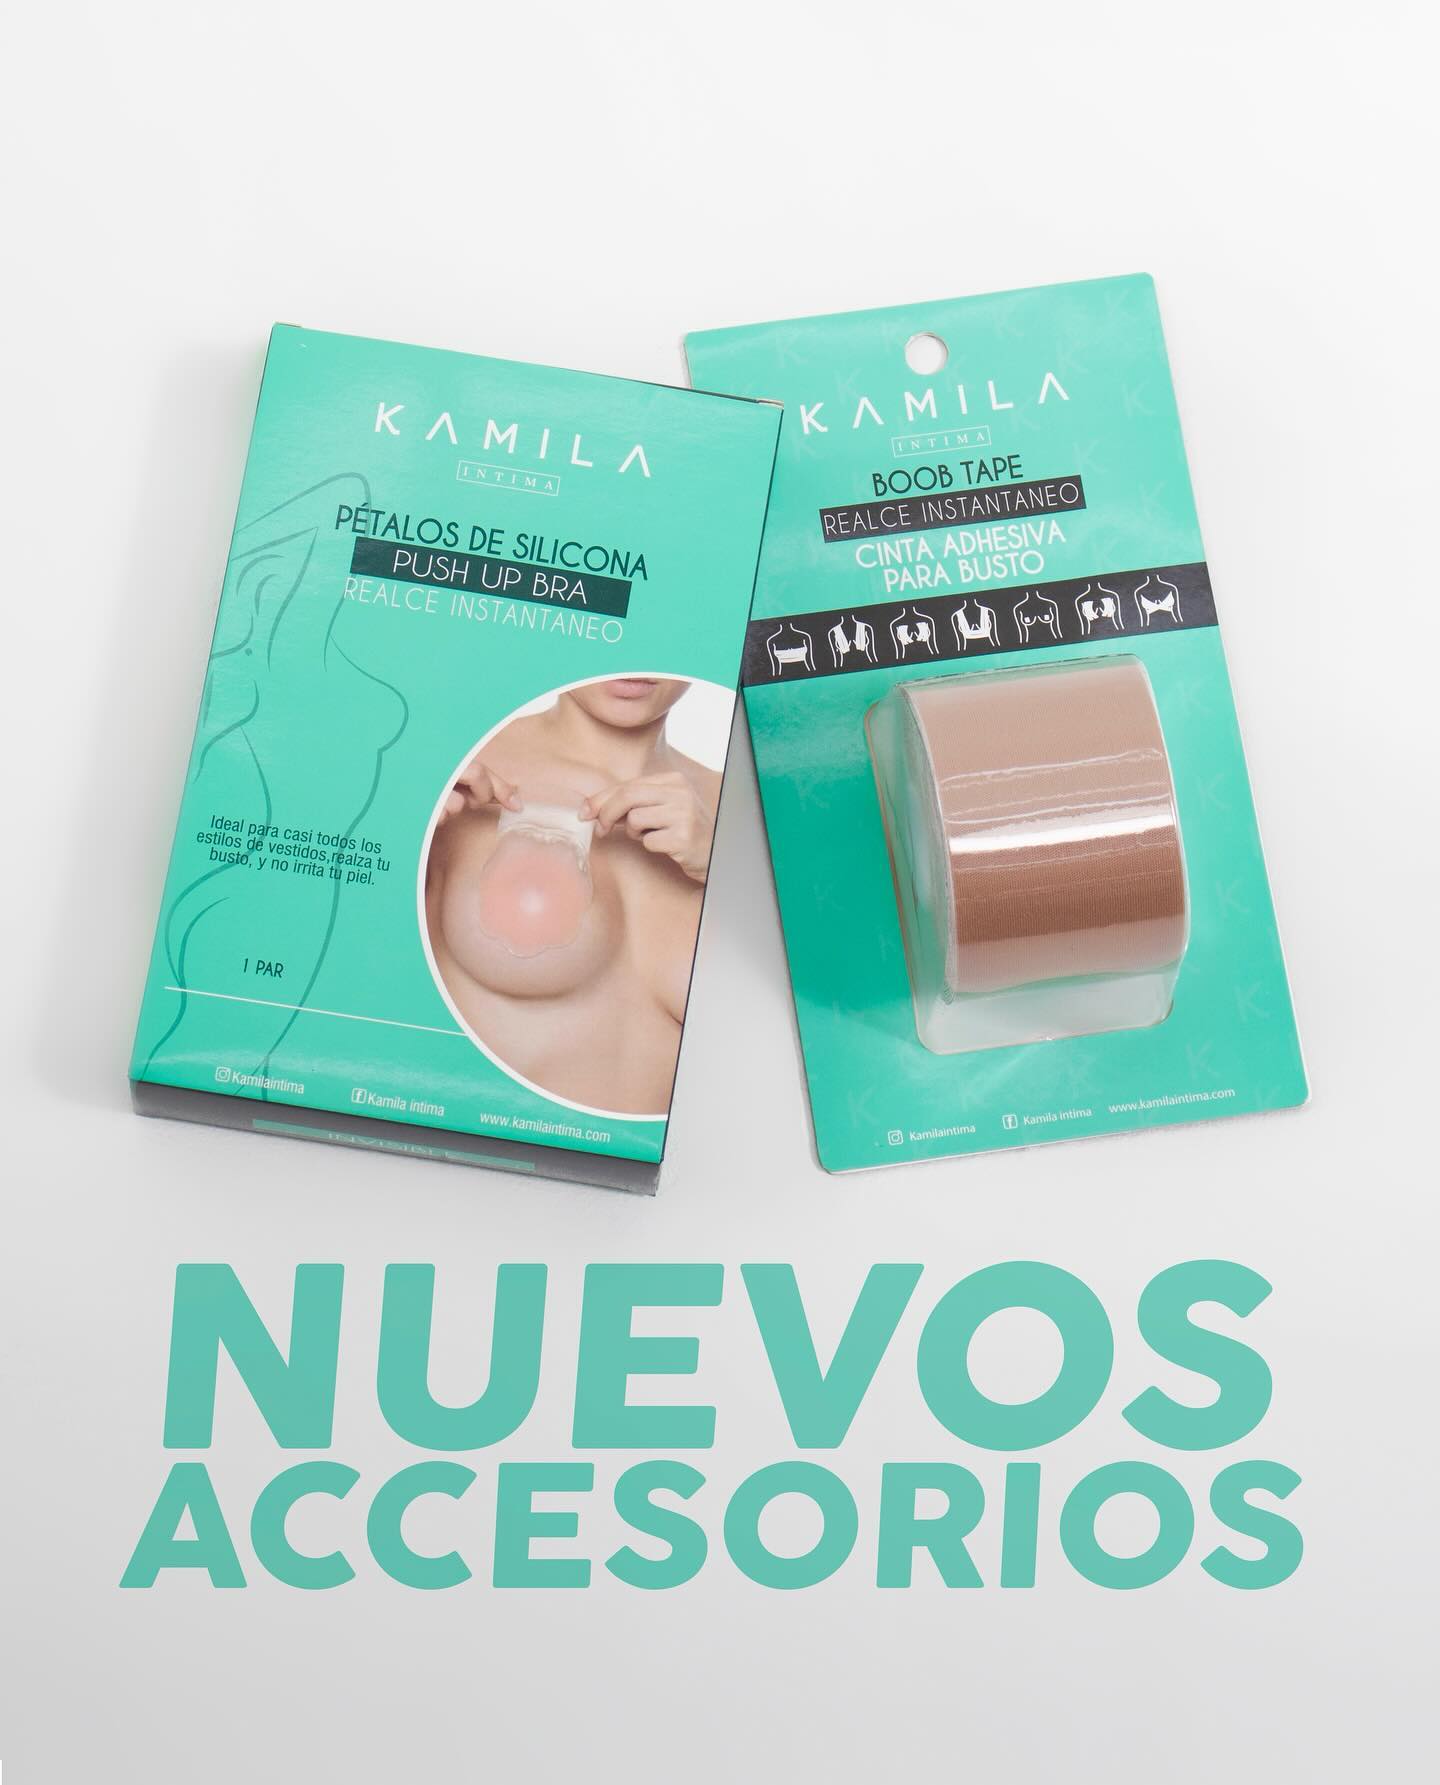 KAMILA
INTIMA
PÉTALOS DE SILICONA
PUSH UP BRA
REALCE INSTANTANEO
Ideal para casi todos los
estilos de vestidos,realza tu
busto, y no irrita tu piel.
1 PAR
Kamilaintima
Kamila intima
www.kamilaintima.com
INVISIBLE
KAMILA
INTIMA
BOOB TAPE
REALCE INSTANTANEO
CINTA ADHESIVA
PARA BUSTO
Kamilaintima
Kamila intima
www.kamilaintima.com
NUEVOS
ACCESORIOS